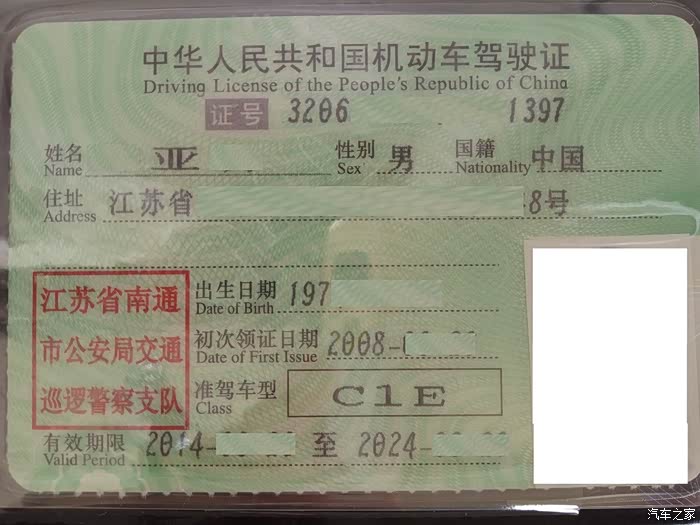 中华人民共和国机动车驾驶证
Driving License of the People's Republic of China
证号 3206 1397
姓名 亚 性别 男 国籍 中国
Name Sex Nationality
住址 江苏省 8号
Address
江苏省南通
市公安局交通
巡逻警察支队
出生日期 197
Date of Birth
初次领证日期 2008-
Date of First Issue
准驾车型 C1E
Class
有效期限 2014- 至 2024-
Valid Period
汽车之家